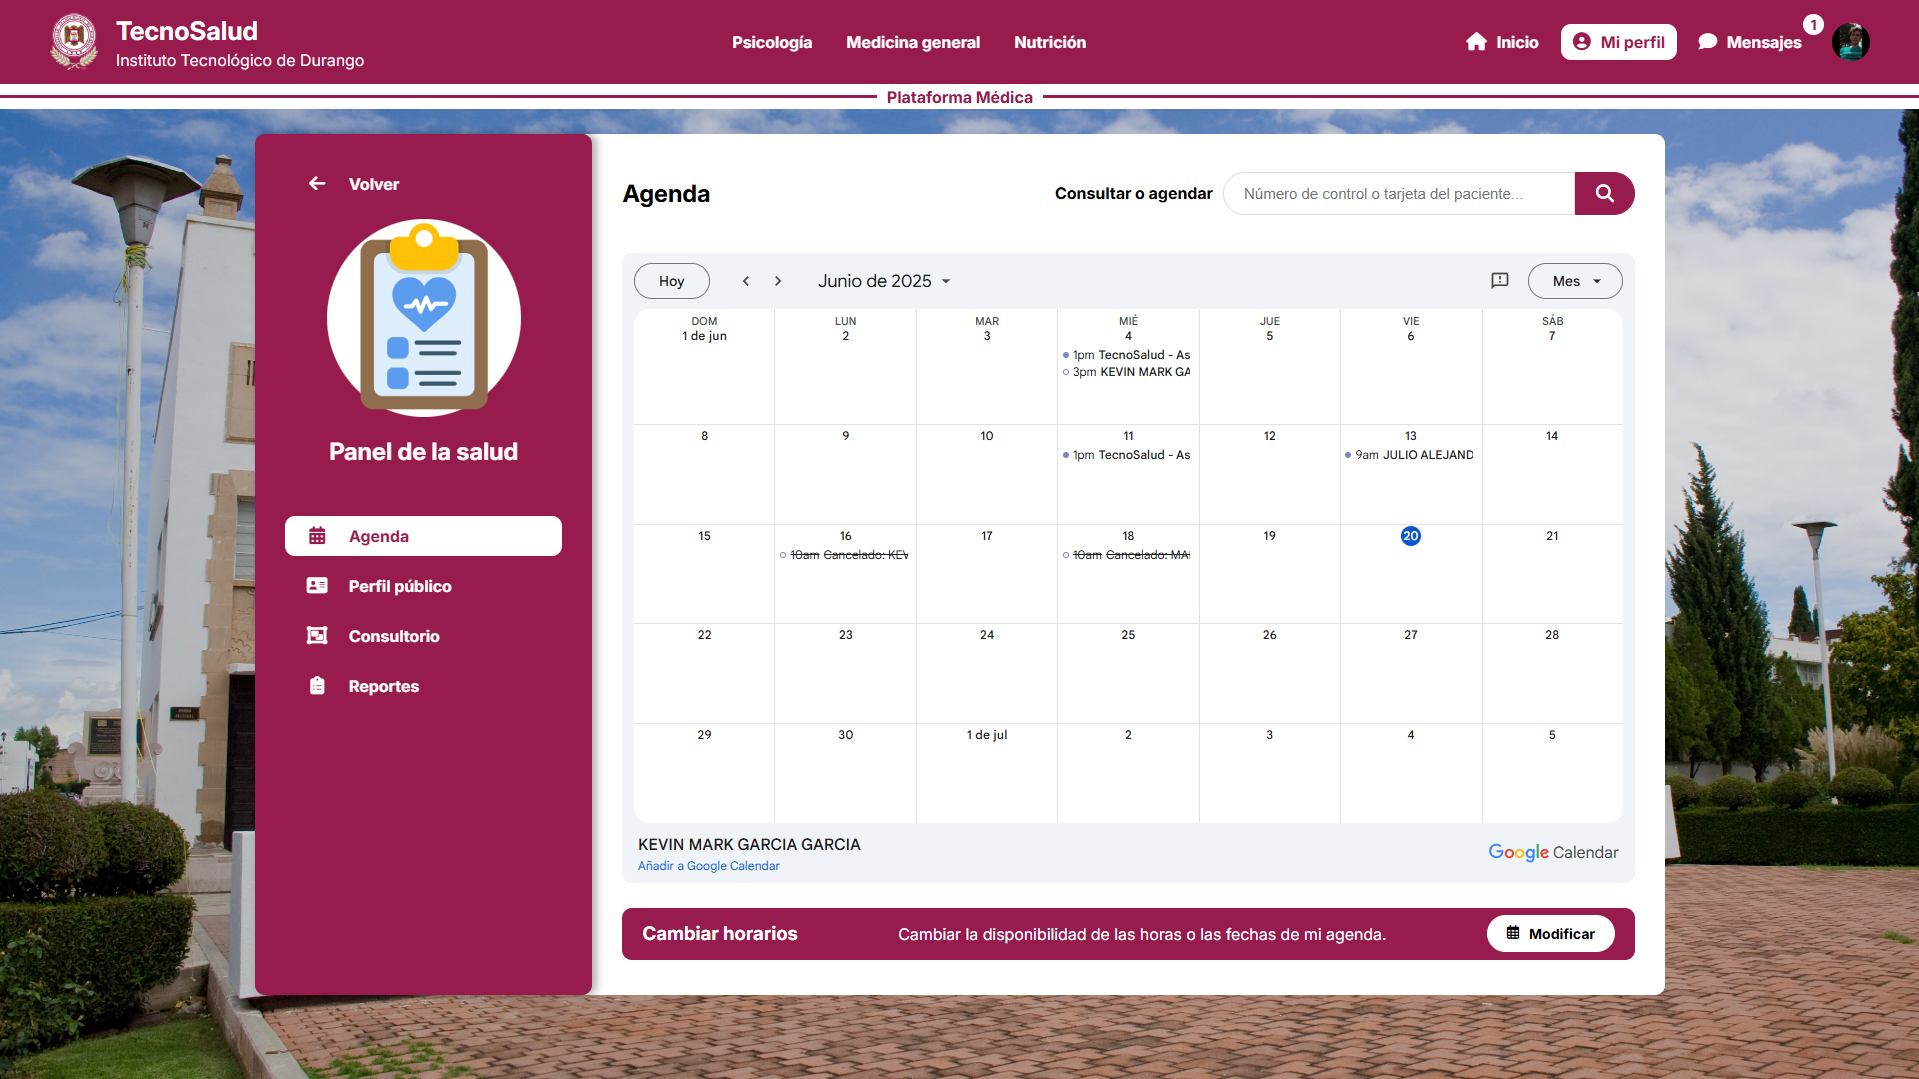 TecnoSalud
Instituto Tecnológico de Durango
Psicología
Medicina general
Nutrición
Inicio
Mi perfil
Mensajes
1
Plataforma Médica
Volver
Panel de la salud
Agenda
Perfil público
Consultorio
Reportes
Agenda
Consultar o agendar
Número de control o tarjeta del paciente...
Hoy
Junio de 2025
Mes
DOM LUN MAR MIÉ JUE VIE SÁB
1 de jun 2 3 4 5 6 7
1pm TecnoSalud - As
3pm KEVIN MARK GA
8 9 10 11 12 13 14
1pm TecnoSalud - As
9am JULIO ALEJAND
15 16 17 18 19 20 21
10am Cancelado: KEV
10am Cancelado: MA
22 23 24 25 26 27 28
29 30 1 de jul 2 3 4 5
KEVIN MARK GARCIA GARCIA
Añadir a Google Calendar
Google Calendar
Cambiar horarios
Cambiar la disponibilidad de las horas o las fechas de mi agenda.
Modificar